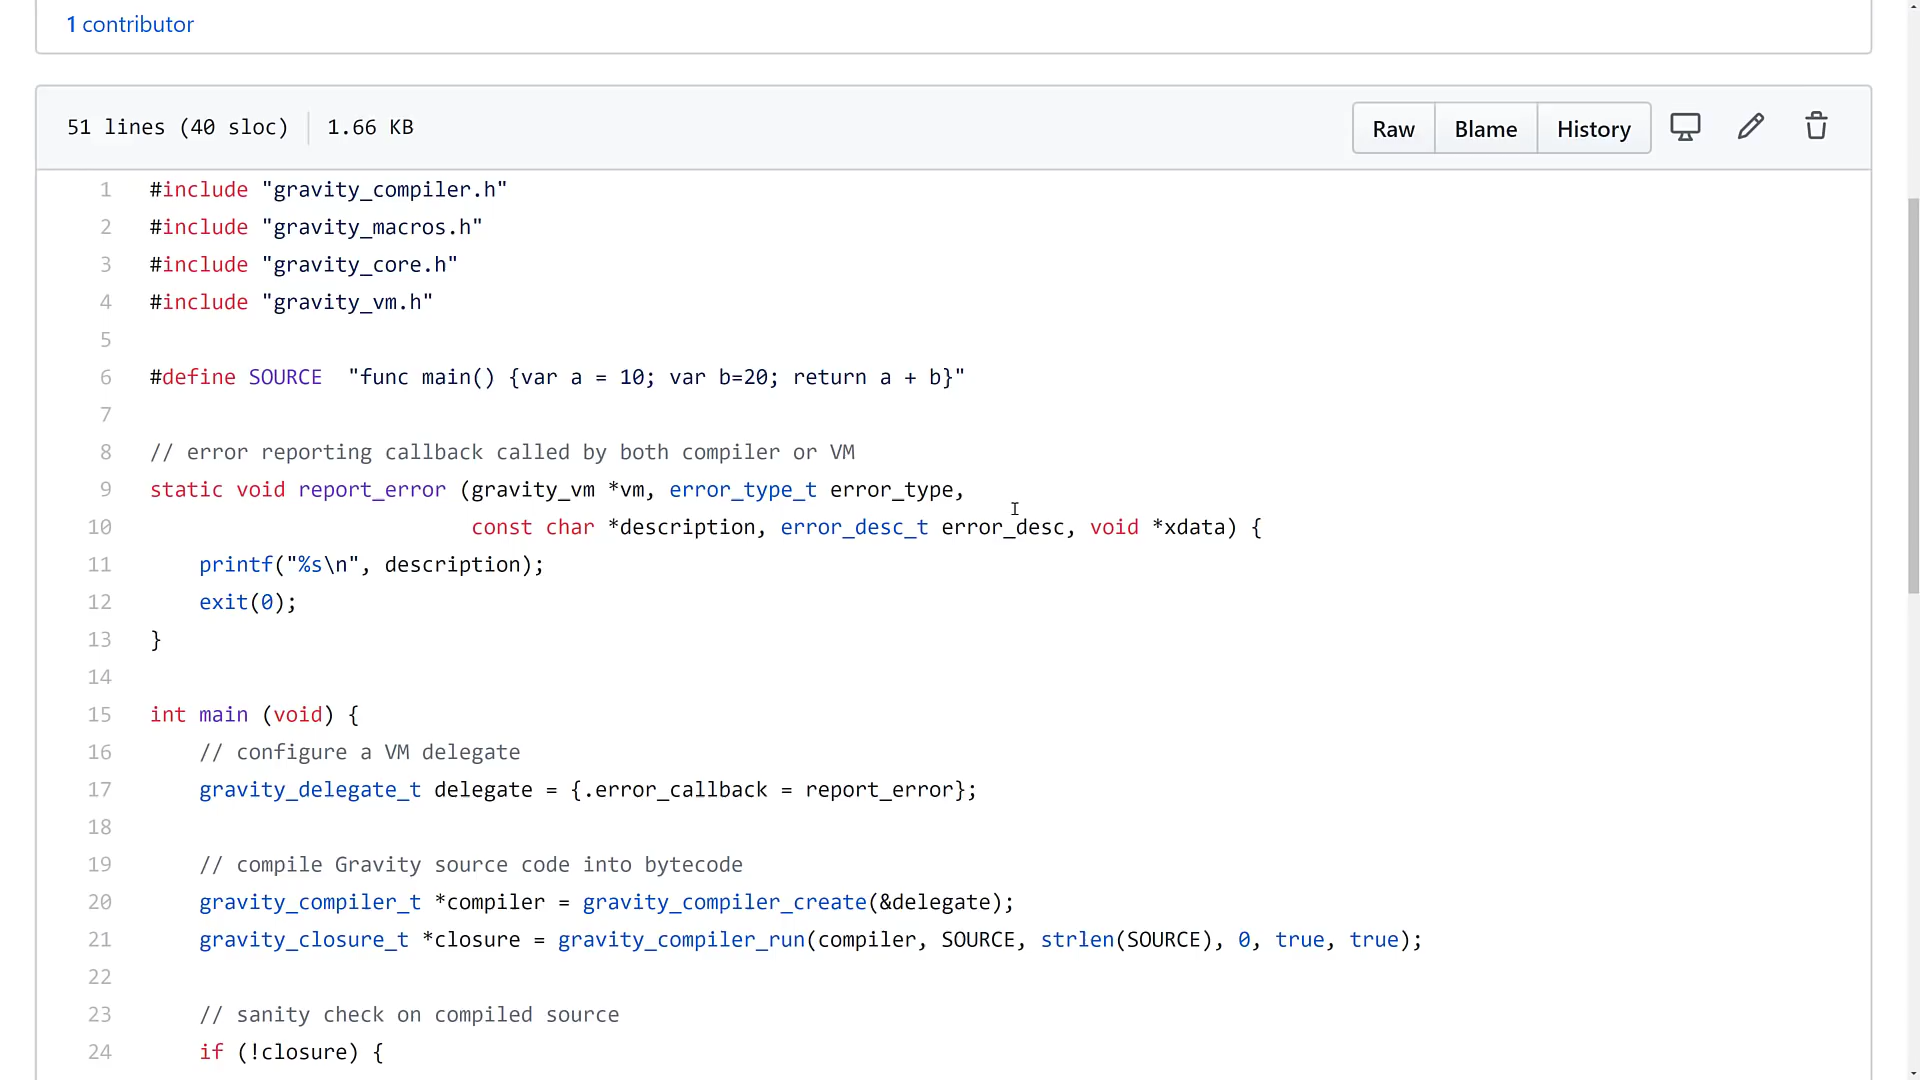 1 contributor
51 lines (40 sloc) 1.66 KB
Raw Blame History
1 #include "gravity_compiler.h"
2 #include "gravity_macros.h"
3 #include "gravity_core.h"
4 #include "gravity_vm.h"
5
6 #define SOURCE  "func main() {var a = 10; var b=20; return a + b}"
7
8 // error reporting callback called by both compiler or VM
9 static void report_error (gravity_vm *vm, error_type_t error_type,
10                           const char *description, error_desc_t error_desc, void *xdata) {
11     printf("%s\n", description);
12     exit(0);
13 }
14
15 int main (void) {
16     // configure a VM delegate
17     gravity_delegate_t delegate = {.error_callback = report_error};
18
19     // compile Gravity source code into bytecode
20     gravity_compiler_t *compiler = gravity_compiler_create(&delegate);
21     gravity_closure_t *closure = gravity_compiler_run(compiler, SOURCE, strlen(SOURCE), 0, true, true);
22
23     // sanity check on compiled source
24     if (!closure) {